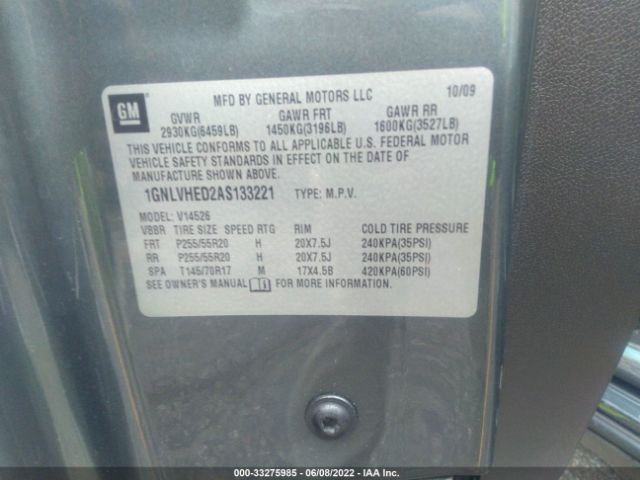 MFD BY GENERAL MOTORS LLC 10/09
GM
GVWR GAWR FRT GAWR RR
2930KG(6459LB) 1450KG(3196LB) 1600KG(3527LB)
THIS VEHICLE CONFORMS TO ALL APPLICABLE U.S. FEDERAL MOTOR
VEHICLE SAFETY STANDARDS IN EFFECT ON THE DATE OF
MANUFACTURE SHOWN ABOVE.
1GNLVHED2AS133221 TYPE: M.P.V.
MODEL: V14526
VBBR TIRE SIZE SPEED RTG RIM COLD TIRE PRESSURE
FRT P255/55R20 H 20X7.5J 240KPA(35PSI)
RR P255/55R20 H 20X7.5J 240KPA(35PSI)
SPA T145/70R17 M 17X4.5B 420KPA(60PSI)
SEE OWNER'S MANUAL FOR MORE INFORMATION.
000-33275985 - 06/08/2022 - IAA Inc.